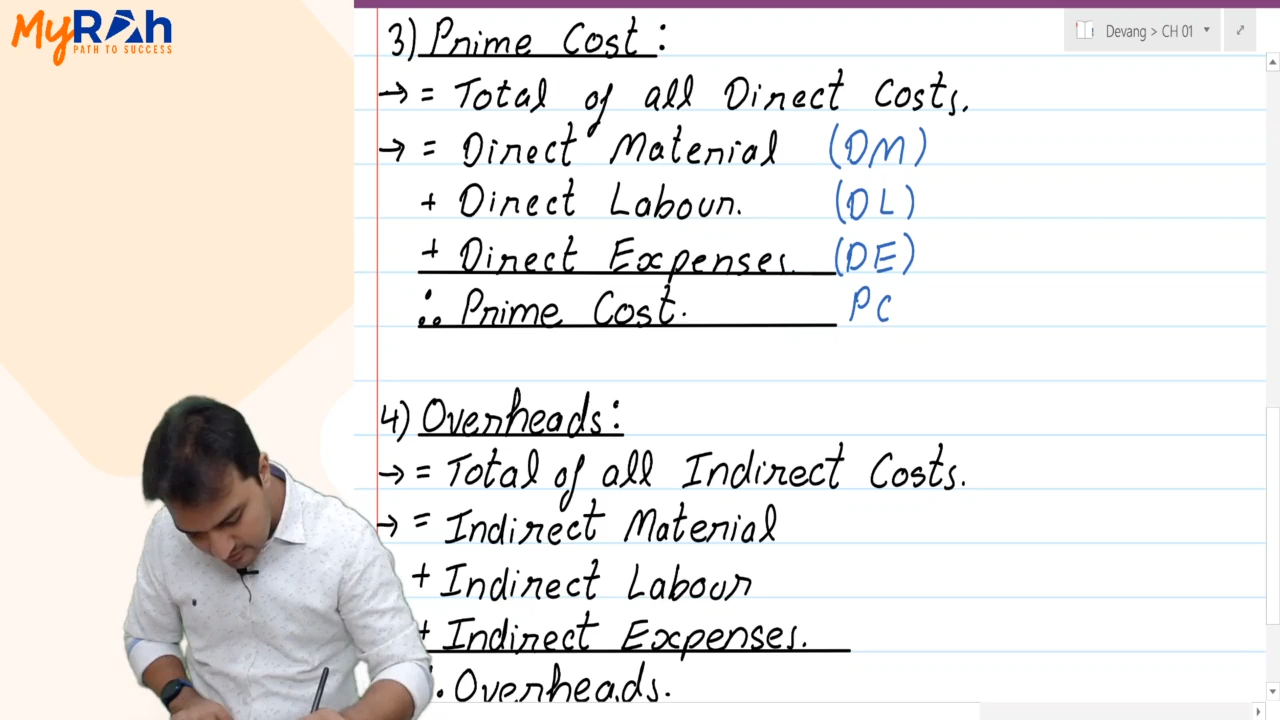 MyRAh
PATH TO SUCCESS
Devang > CH 01
3) Prime Cost:
→ = Total of all Direct Costs.
→ = Direct Material (DM)
+ Direct Labour. (DL)
+ Direct Expenses. (DE)
∴ Prime Cost. PC
4) Overheads:
→ = Total of all Indirect Costs.
→ = Indirect Material
+ Indirect Labour
+ Indirect Expenses.
∴ Overheads.